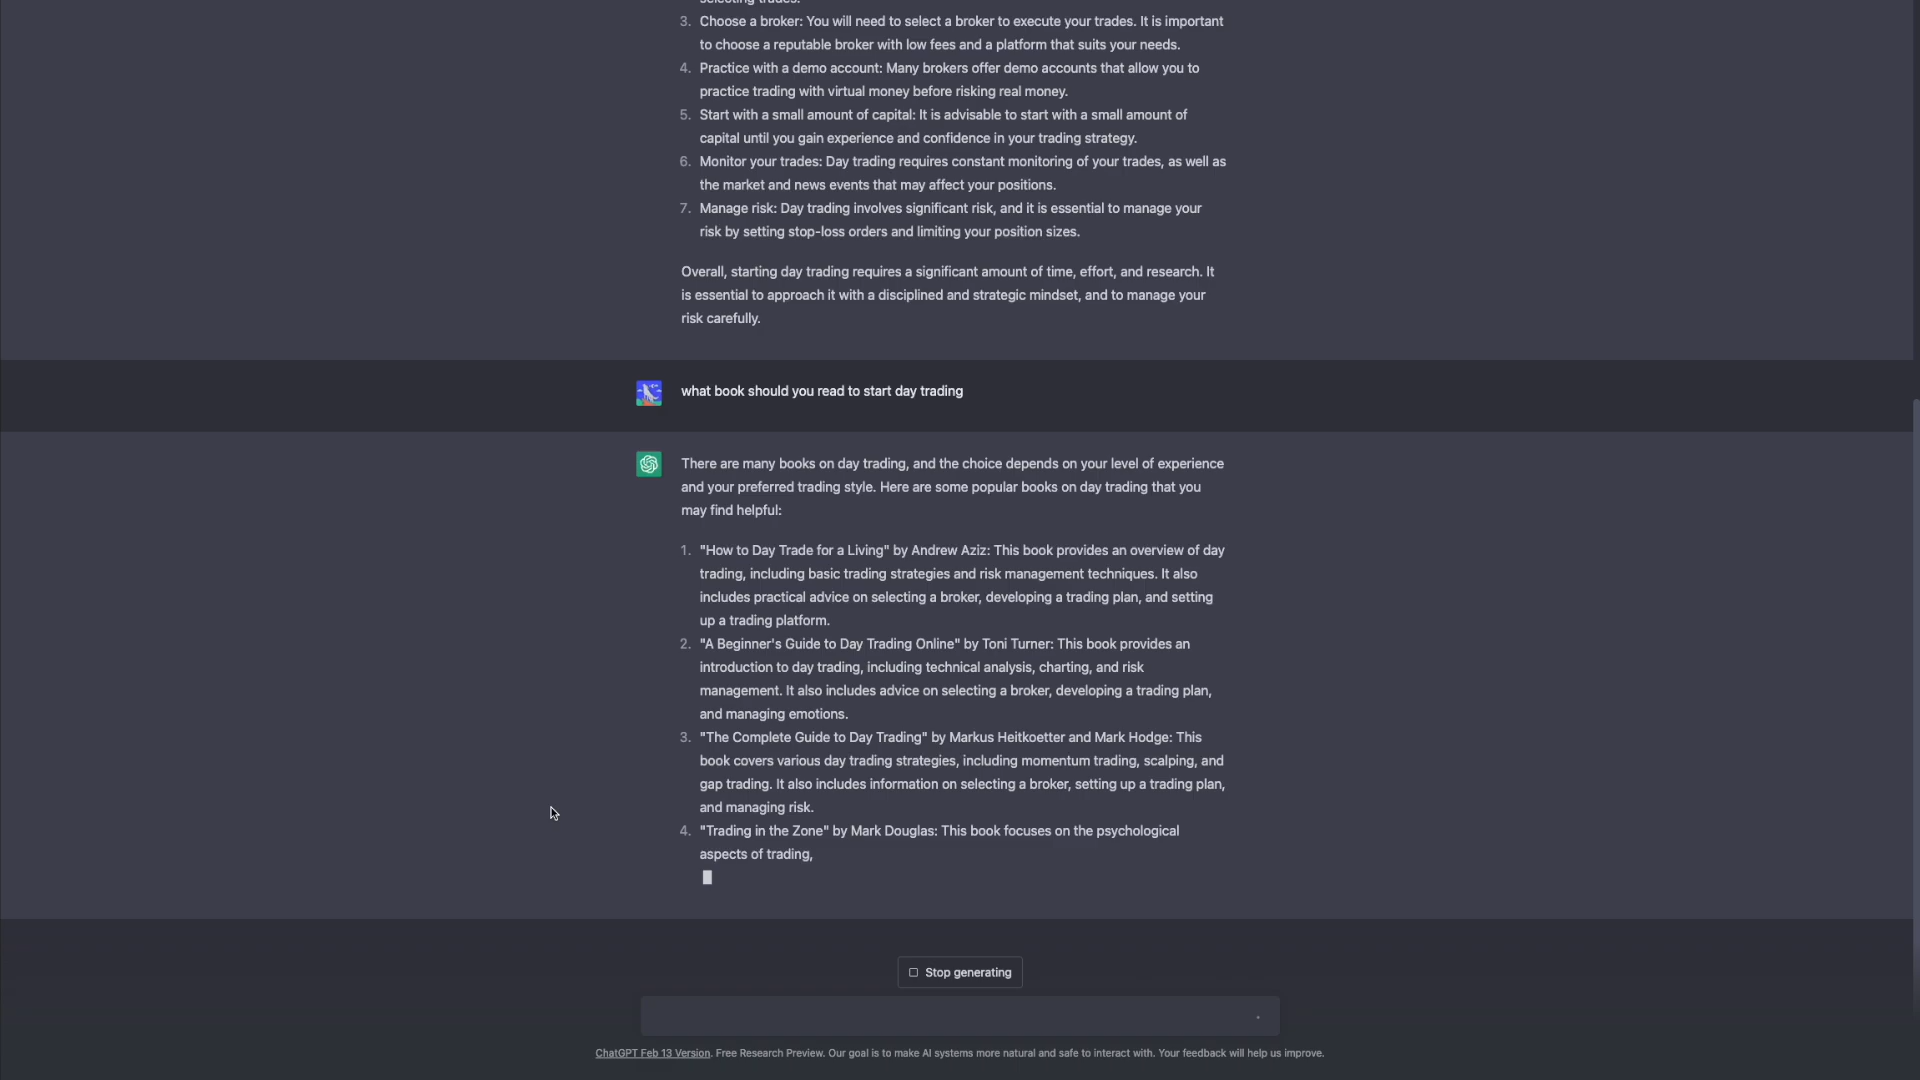 3. Choose a broker: You will need to select a broker to execute your trades. It is important
to choose a reputable broker with low fees and a platform that suits your needs.
4. Practice with a demo account: Many brokers offer demo accounts that allow you to
practice trading with virtual money before risking real money.
5. Start with a small amount of capital: It is advisable to start with a small amount of
capital until you gain experience and confidence in your trading strategy.
6. Monitor your trades: Day trading requires constant monitoring of your trades, as well as
the market and news events that may affect your positions.
7. Manage risk: Day trading involves significant risk, and it is essential to manage your
risk by setting stop-loss orders and limiting your position sizes.
Overall, starting day trading requires a significant amount of time, effort, and research. It
is essential to approach it with a disciplined and strategic mindset, and to manage your
risk carefully.
what book should you read to start day trading
There are many books on day trading, and the choice depends on your level of experience
and your preferred trading style. Here are some popular books on day trading that you
may find helpful:
1. "How to Day Trade for a Living" by Andrew Aziz: This book provides an overview of day
trading, including basic trading strategies and risk management techniques. It also
includes practical advice on selecting a broker, developing a trading plan, and setting
up a trading platform.
2. "A Beginner's Guide to Day Trading Online" by Toni Turner: This book provides an
introduction to day trading, including technical analysis, charting, and risk
management. It also includes advice on selecting a broker, developing a trading plan,
and managing emotions.
3. "The Complete Guide to Day Trading" by Markus Heitkoetter and Mark Hodge: This
book covers various day trading strategies, including momentum trading, scalping, and
gap trading. It also includes information on selecting a broker, setting up a trading plan,
and managing risk.
4. "Trading in the Zone" by Mark Douglas: This book focuses on the psychological
aspects of trading,
Stop generating
ChatGPT Feb 13 Version. Free Research Preview. Our goal is to make AI systems more natural and safe to interact with. Your feedback will help us improve.